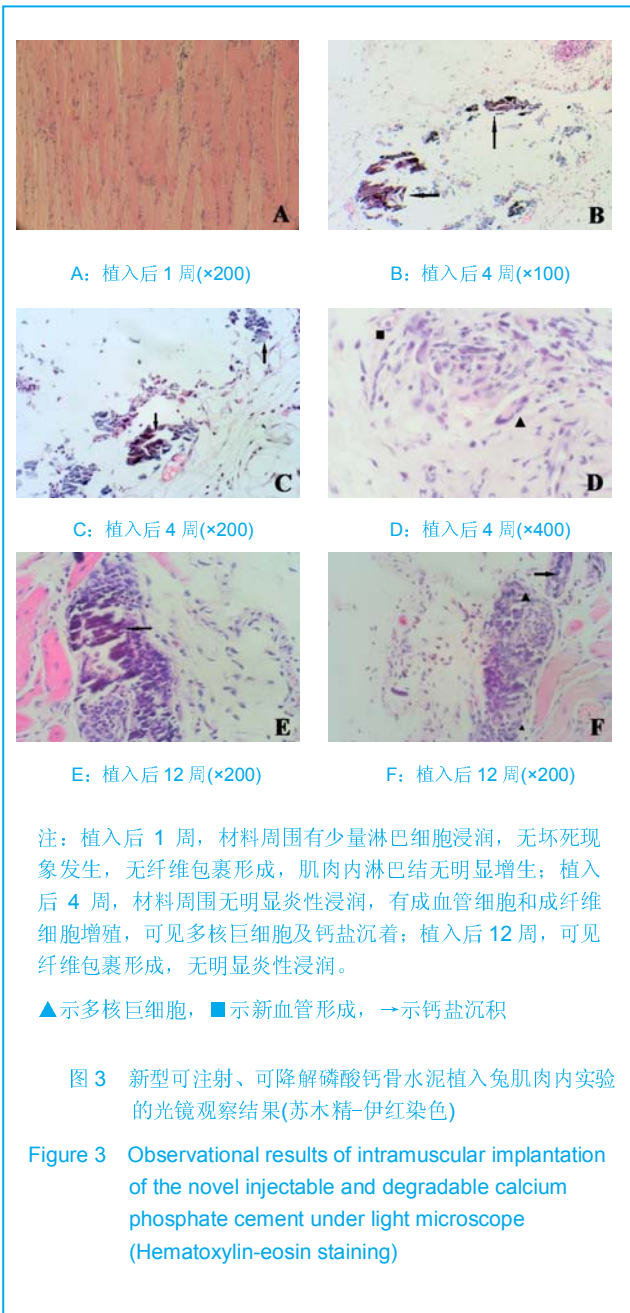 A
B
A：植入后 1 周(×200)
B：植入后 4 周(×100)
C
D
C：植入后 4 周(×200)
D：植入后 4 周(×400)
E
F
E：植入后 12 周(×200)
F：植入后 12 周(×200)
注：植入后 1 周，材料周围有少量淋巴细胞浸润，无坏死现
象发生，无纤维包裹形成，肌肉内淋巴结无明显增生；植入
后 4 周，材料周围无明显炎性浸润，有成血管细胞和成纤维
细胞增殖，可见多核巨细胞及钙盐沉着；植入后 12 周，可见
纤维包裹形成，无明显炎性浸润。
▲示多核巨细胞，■示新血管形成，→示钙盐沉积
图 3 新型可注射、可降解磷酸钙骨水泥植入兔肌肉内实验
的光镜观察结果(苏木精–伊红染色)
Figure 3 Observational results of intramuscular implantation
of the novel injectable and degradable calcium
phosphate cement under light microscope
(Hematoxylin-eosin staining)